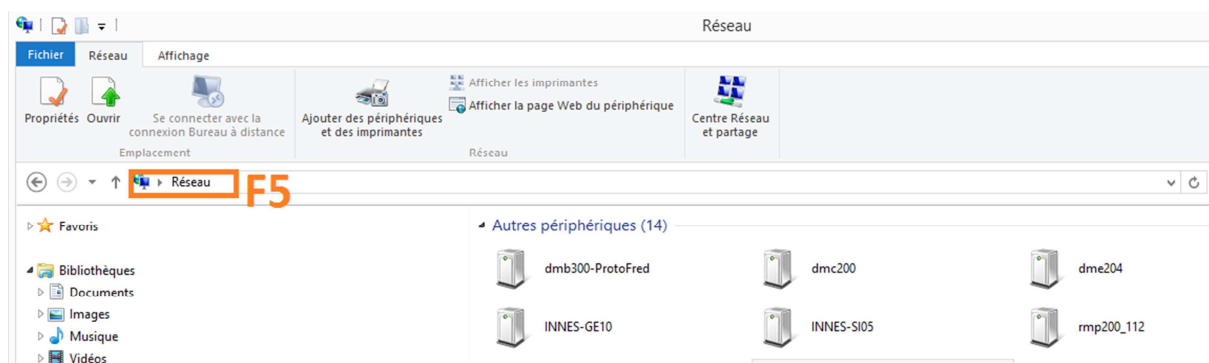 Réseau
Fichier Réseau Affichage
Propriétés Ouvrir Se connecter avec la connexion Bureau à distance Ajouter des périphériques et des imprimantes Afficher les imprimantes
Afficher la page Web du périphérique Centre Réseau et partage
Emplacement Réseau
Réseau F5
Favoris
Autres périphériques (14)
dmb300-ProtoFred dmc200 dme204
Bibliothèques
Documents
Images
INNES-GE10 INNES-SI05 rmp200_112
Musique
Vidéos